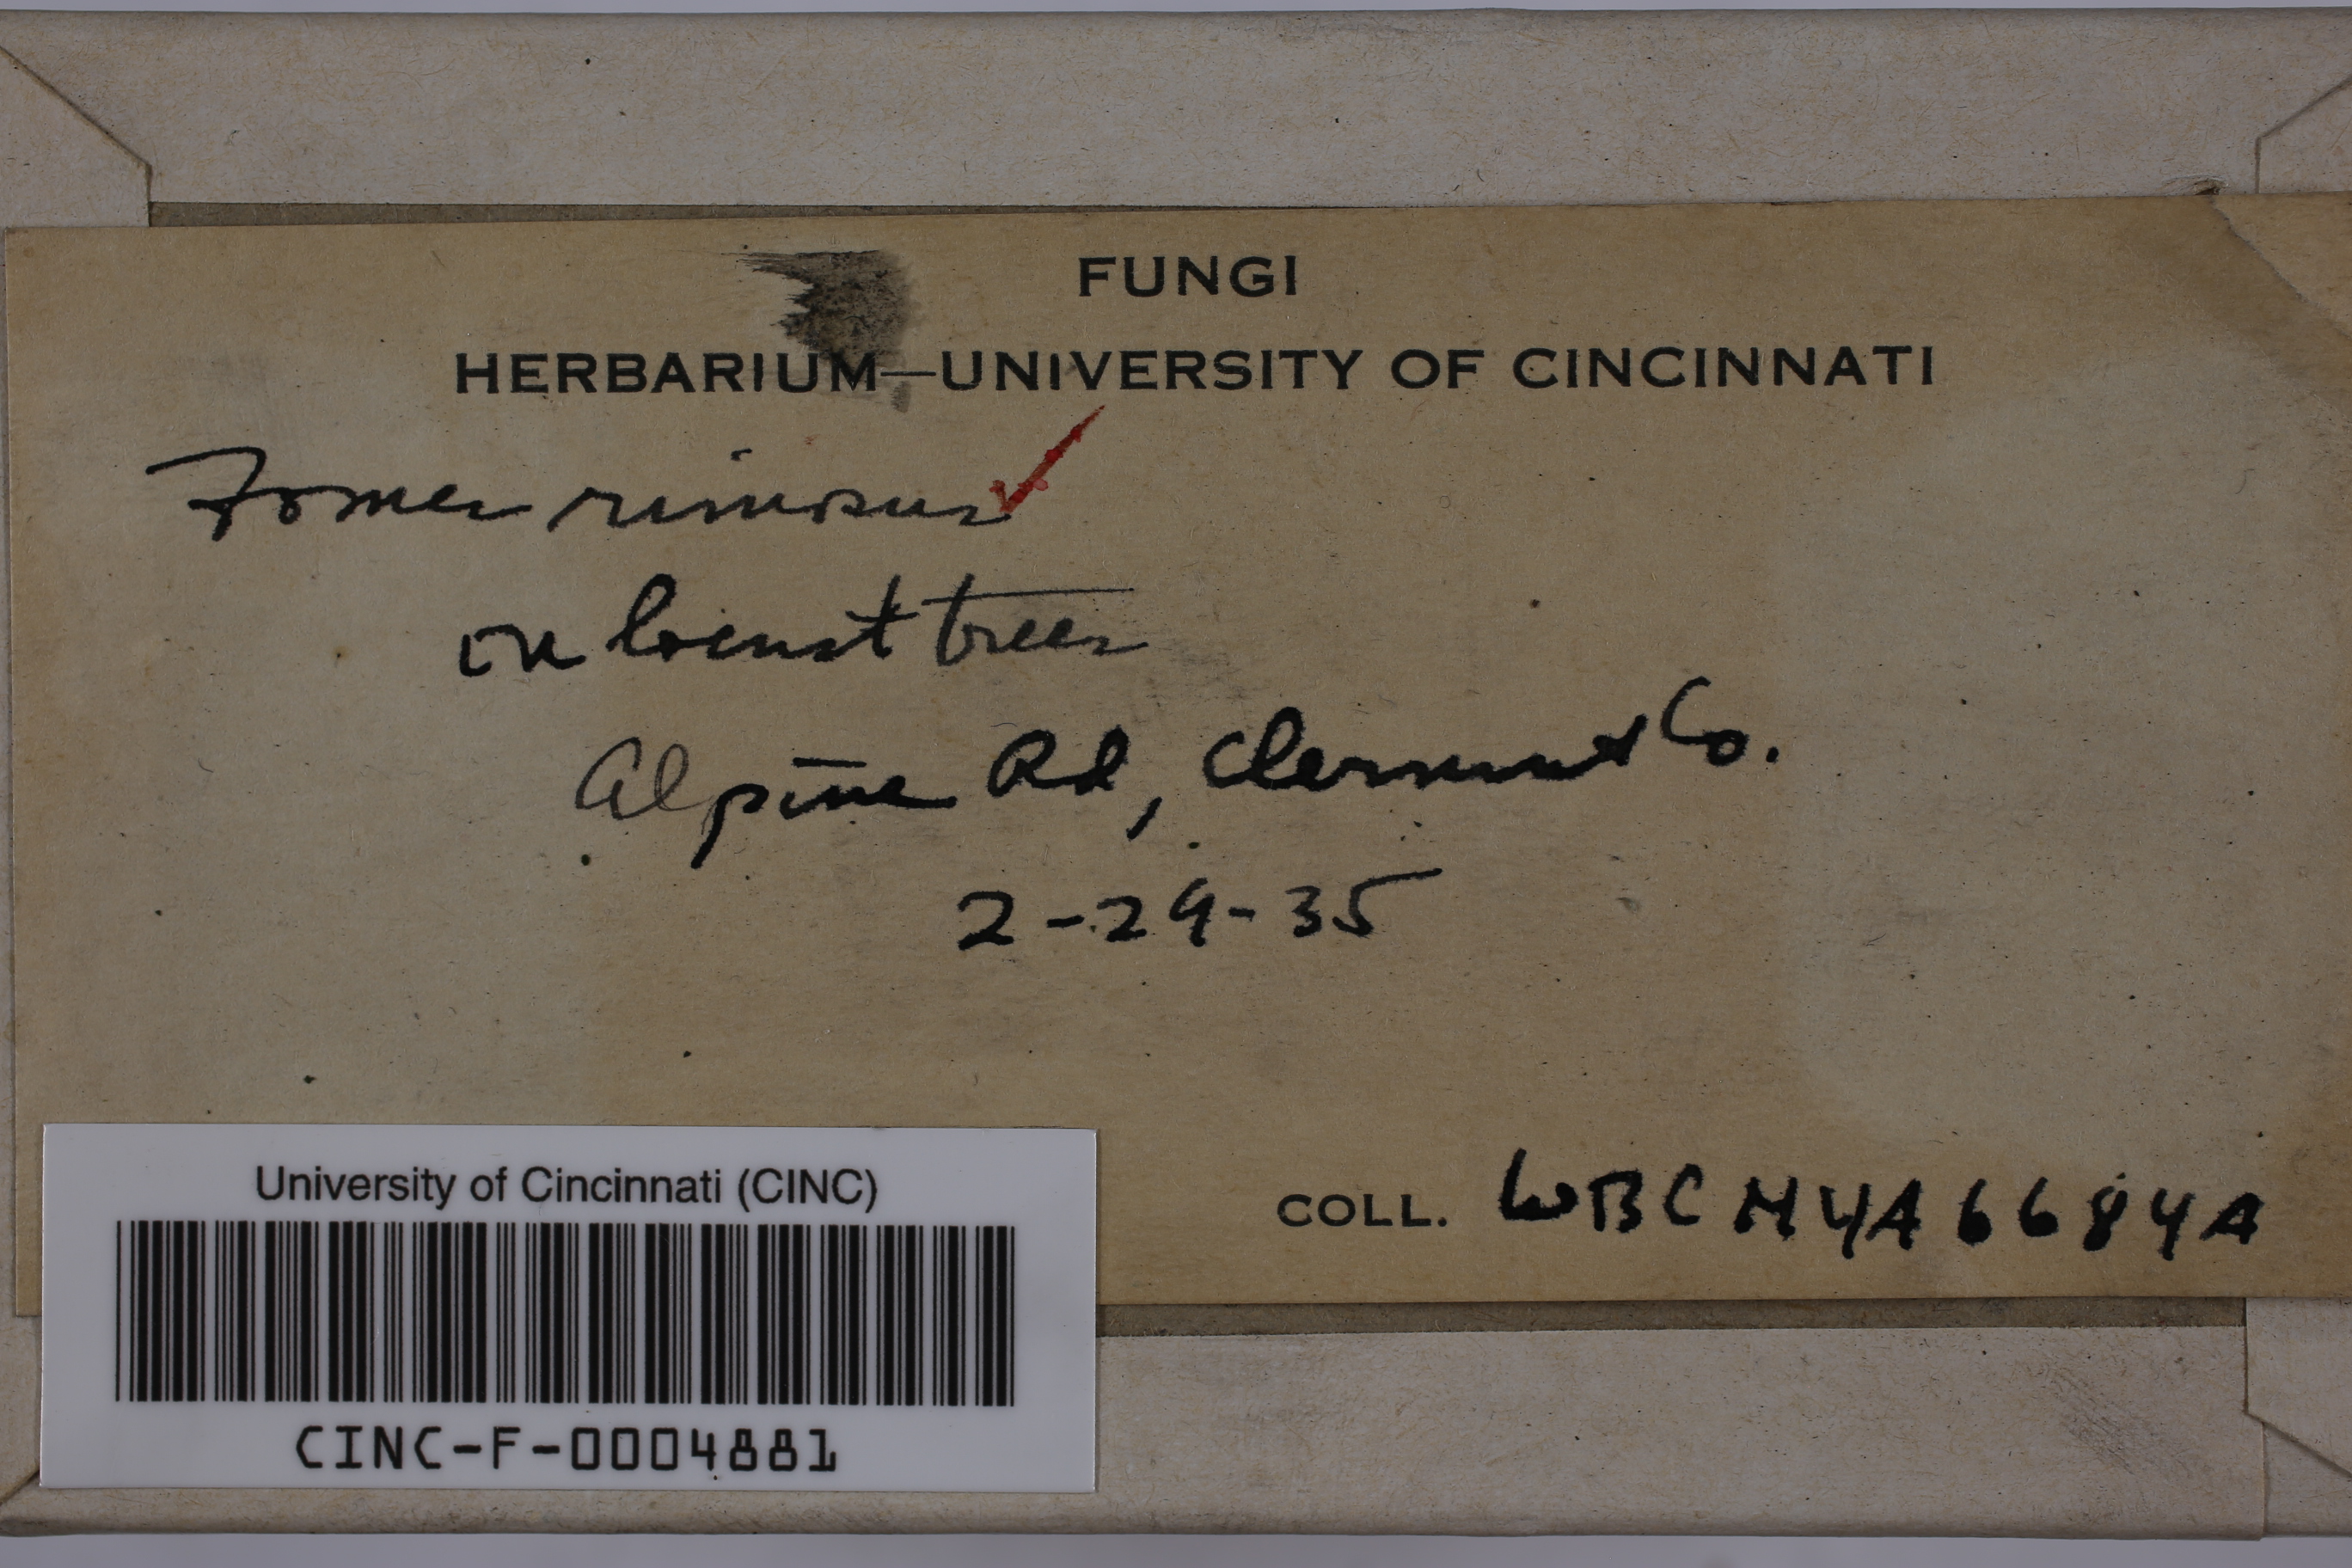 FUNGI
HERBARIUM—UNIVERSITY OF CINCINNATI
Fomes rimosus
on locust trees
Alpine Rd, Clermont Co.
2-29-35
COLL. WBC
University of Cincinnati (CINC)
CINC-F-0004881